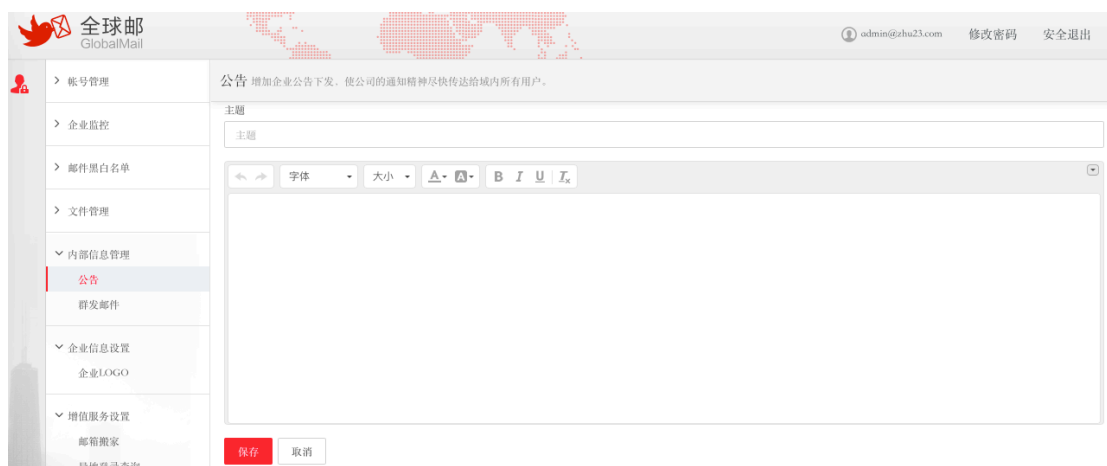 全球邮
GlobalMail
admin@zhu23.com 修改密码 安全退出
帐号管理
企业监控
邮件黑白名单
文件管理
内部信息管理
公告
群发邮件
企业信息设置
企业LOGO
增值服务设置
邮箱搬家
公告 增加企业公告下发，使公司的通知精神尽快传达给域内所有用户。
主题
主题
字体 大小 A A B I U Tx
保存 取消